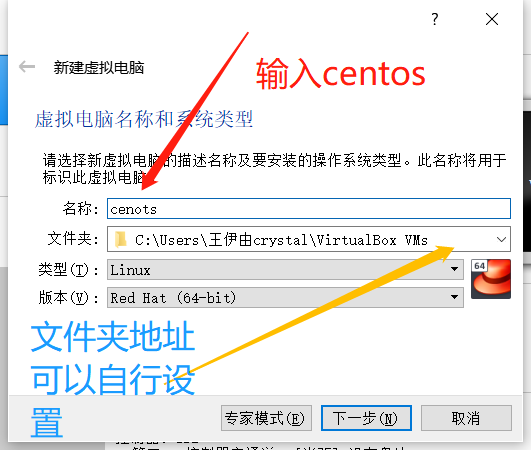 ?
新建虚拟电脑
输入centos
虚拟电脑名称和系统类型
请选择新虚拟电脑的描述名称及要安装的操作系统类型。此名称将用于
标识此虚拟电脑
名称: cenots
文件夹: C:\Users\王伊由crystal\VirtualBox VMs
类型(T): Linux
64
版本(V): Red Hat (64-bit)
文件夹地址
可以自行设
置
专家模式(E) 下一步(N) 取消